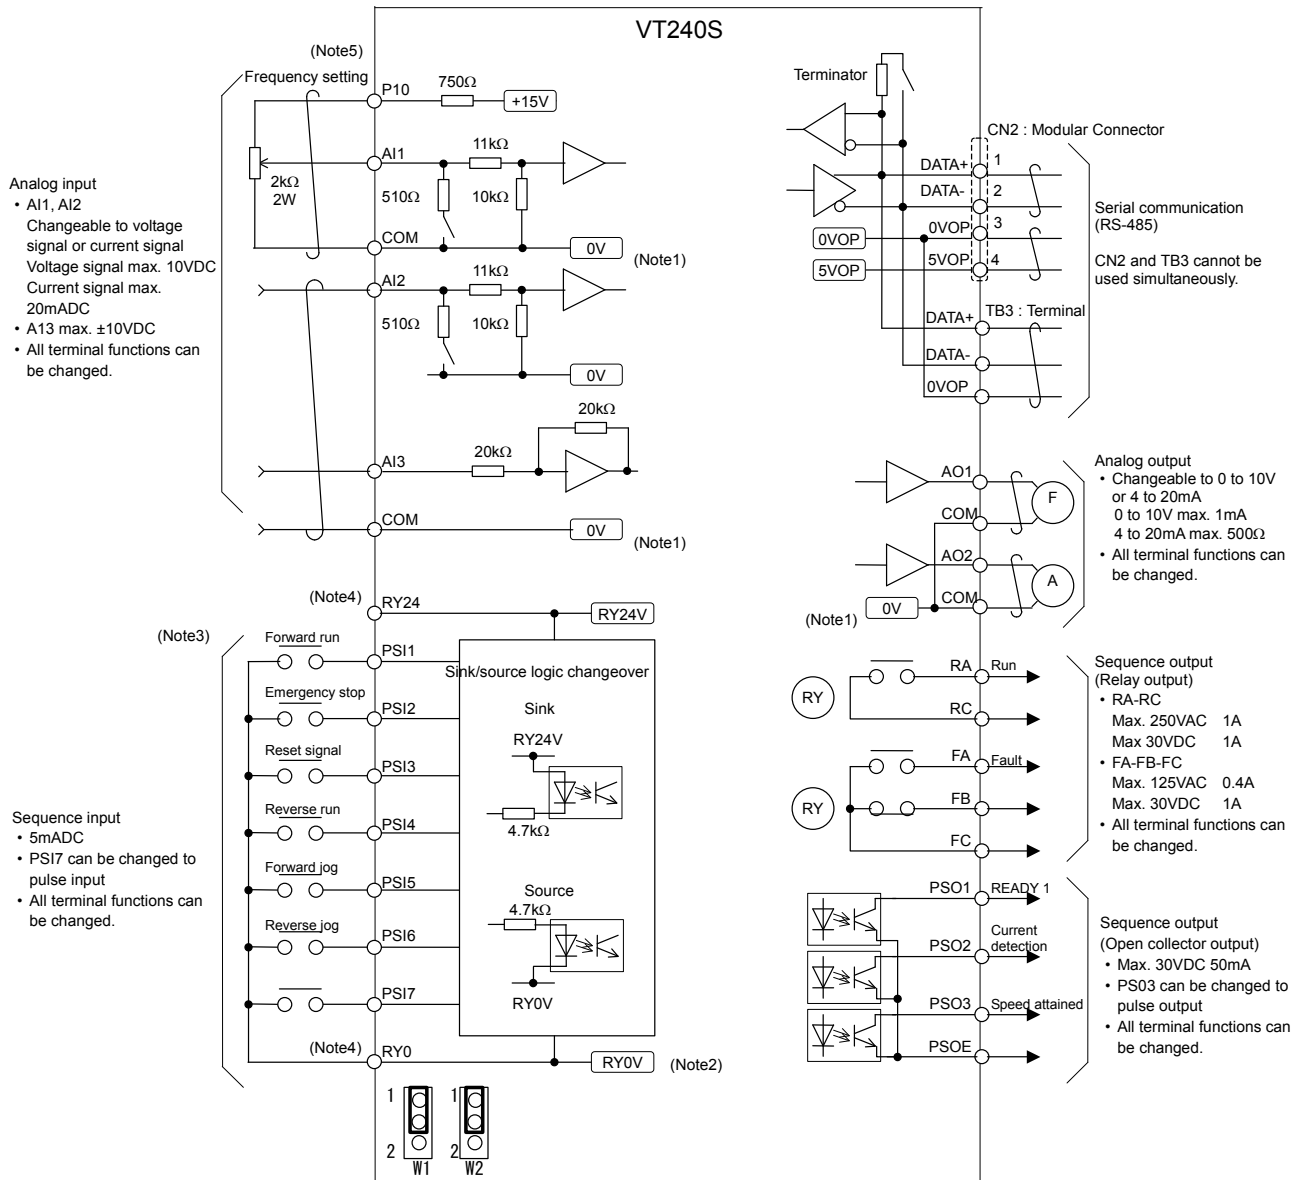 VT240S
(Note5)
Frequency setting
P10
750Ω
+15V
AI1
11kΩ
2kΩ
2W
510Ω
10kΩ
COM
0V
(Note1)
AI2
11kΩ
510Ω
10kΩ
0V
20kΩ
AI3
20kΩ
COM
0V
(Note1)
Analog input
• AI1, AI2
Changeable to voltage
signal or current signal
Voltage signal max. 10VDC
Current signal max.
20mADC
• A13 max. ±10VDC
• All terminal functions can
be changed.
(Note4)
RY24
RY24V
(Note3)
Forward run
PSI1
Emergency stop
PSI2
Reset signal
PSI3
Reverse run
PSI4
Forward jog
PSI5
Reverse jog
PSI6
PSI7
(Note4)
RY0
RY0V
(Note2)
Sink/source logic changeover
Sink
RY24V
4.7kΩ
Source
4.7kΩ
RY0V
Sequence input
• 5mADC
• PSI7 can be changed to
pulse input
• All terminal functions can
be changed.
1
2
W1
1
2
W2
Terminator
CN2 : Modular Connector
DATA+
1
DATA-
2
0VOP
0VOP
3
5VOP
5VOP
4
Serial communication
(RS-485)
CN2 and TB3 cannot be
used simultaneously.
DATA+
TB3 : Terminal
DATA-
0VOP
AO1
F
COM
AO2
A
COM
0V
(Note1)
Analog output
• Changeable to 0 to 10V
or 4 to 20mA
0 to 10V max. 1mA
4 to 20mA max. 500Ω
• All terminal functions can
be changed.
RY
RA
Run
RC
RY
FA
Fault
FB
FC
Sequence output
(Relay output)
• RA-RC
Max. 250VAC 1A
Max 30VDC 1A
• FA-FB-FC
Max. 125VAC 0.4A
Max. 30VDC 1A
• All terminal functions can
be changed.
PSO1
READY 1
PSO2
Current
detection
PSO3
Speed attained
PSOE
Sequence output
(Open collector output)
• Max. 30VDC 50mA
• PS03 can be changed to
pulse output
• All terminal functions can
be changed.